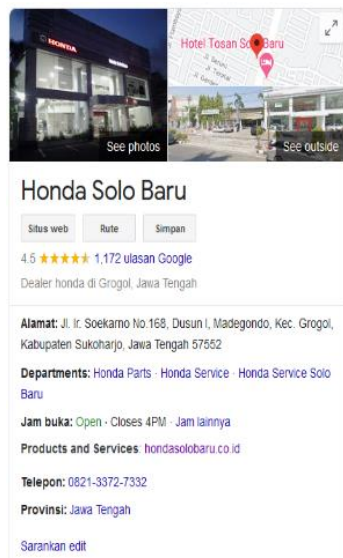 HONDA
See photos
Hotel Tosan Solo Baru
See outside
Honda Solo Baru
Situs web
Rute
Simpan
4.5 1,172 ulasan Google
Dealer honda di Grogol, Jawa Tengah
Alamat: Jl. Ir. Soekarno No.168, Dusun I, Madegondo, Kec. Grogol,
Kabupaten Sukoharjo, Jawa Tengah 57552
Departments: Honda Parts · Honda Service · Honda Service Solo
Baru
Jam buka: Open · Closes 4PM · Jam lainnya
Products and Services: hondasolobaru.co.id
Telepon: 0821-3372-7332
Provinsi: Jawa Tengah
Sarankan edit